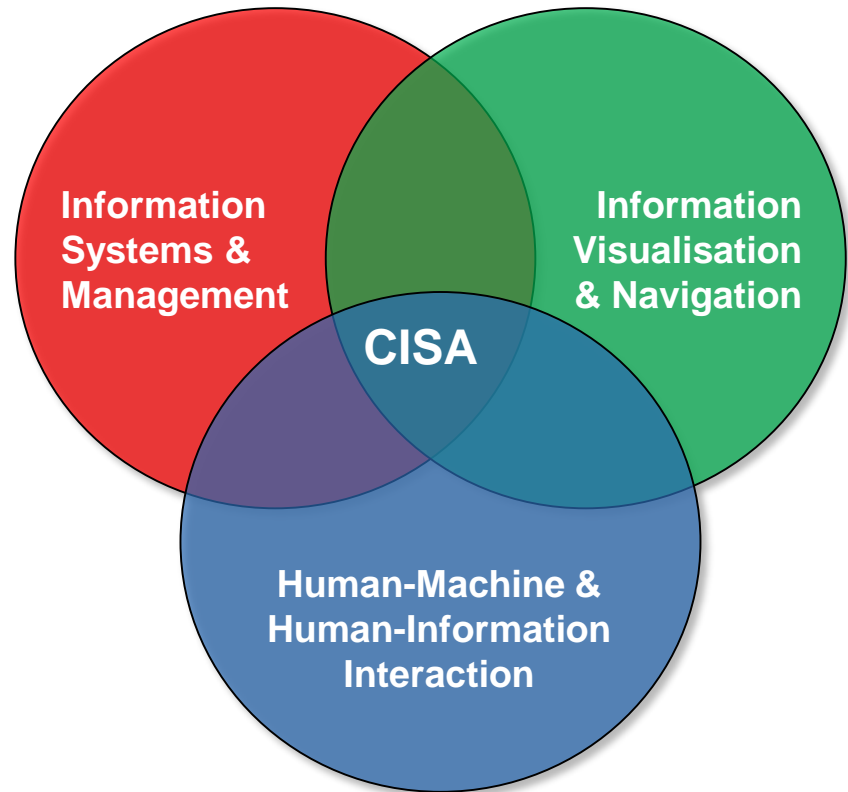 Information
Systems &
Management
Information
Visualisation
& Navigation
CISA
Human-Machine &
Human-Information
Interaction